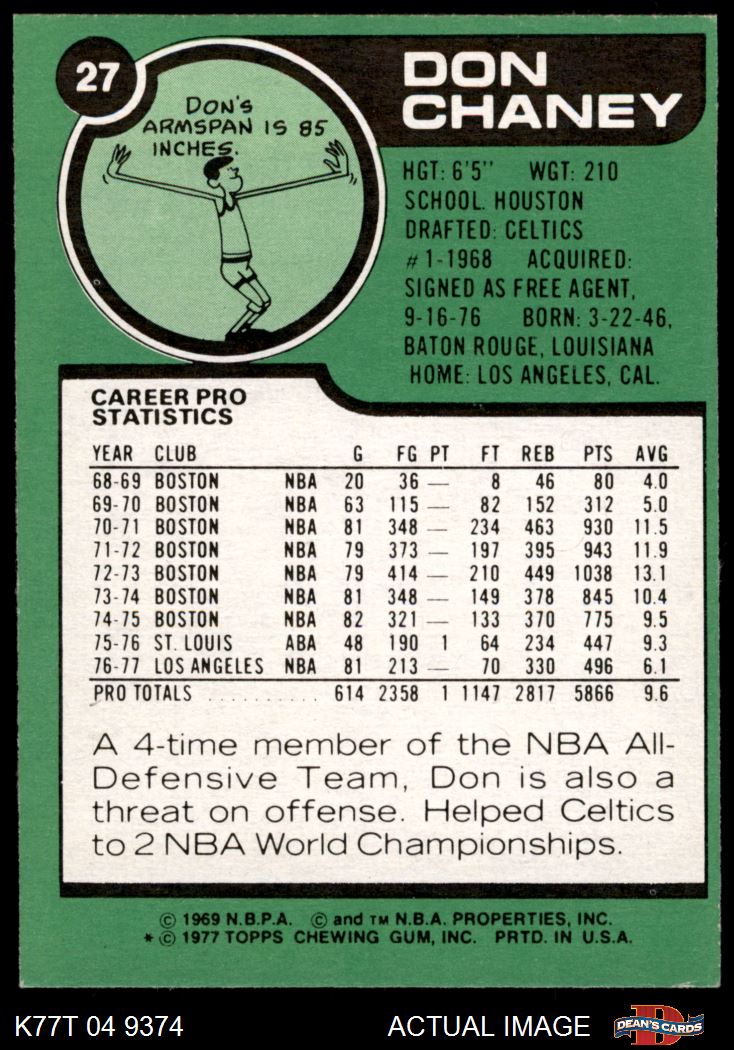 27
DON
CHANEY
DON'S
ARMSPAN IS 85
INCHES.
HGT: 6'5" WGT: 210
SCHOOL. HOUSTON
DRAFTED: CELTICS
#1-1968 ACQUIRED:
SIGNED AS FREE AGENT,
9-16-76 BORN: 3-22-46,
BATON ROUGE, LOUISIANA
HOME: LOS ANGELES, CAL.
CAREER PRO
STATISTICS
YEAR CLUB G FG PT FT REB PTS AVG
68-69 BOSTON NBA 20 36 — 8 46 80 4.0
69-70 BOSTON NBA 63 115 — 82 152 312 5.0
70-71 BOSTON NBA 81 348 — 234 463 930 11.5
71-72 BOSTON NBA 79 373 — 197 395 943 11.9
72-73 BOSTON NBA 79 414 — 210 449 1038 13.1
73-74 BOSTON NBA 81 348 — 149 378 845 10.4
74-75 BOSTON NBA 82 321 — 133 370 775 9.5
75-76 ST. LOUIS ABA 48 190 1 64 234 447 9.3
76-77 LOS ANGELES NBA 81 213 — 70 330 496 6.1
PRO TOTALS .......... 614 2358 1 1147 2817 5866 9.6
A 4-time member of the NBA All-
Defensive Team, Don is also a
threat on offense. Helped Celtics
to 2 NBA World Championships.
© 1969 N.B.P.A. © and TM N.B.A. PROPERTIES, INC.
* © 1977 TOPPS CHEWING GUM, INC. PRTD. IN U.S.A.
K77T 04 9374 ACTUAL IMAGE
D
DEAN'S CARDS